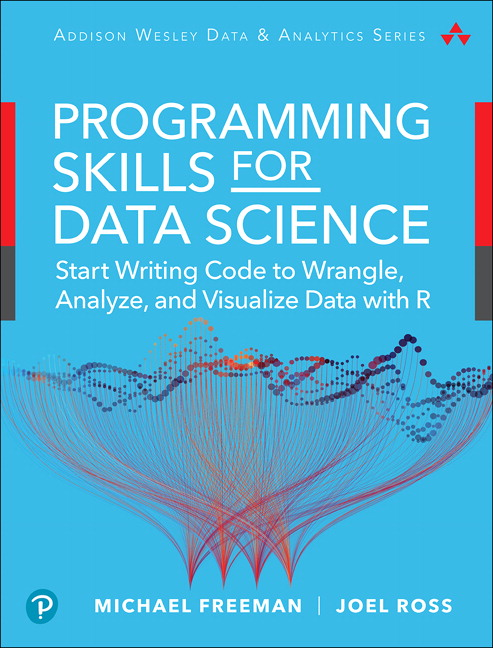 ADDISON WESLEY DATA & ANALYTICS SERIES
PROGRAMMING
SKILLS FOR
DATA SCIENCE
Start Writing Code to Wrangle,
Analyze, and Visualize Data with R
P
MICHAEL FREEMAN | JOEL ROSS